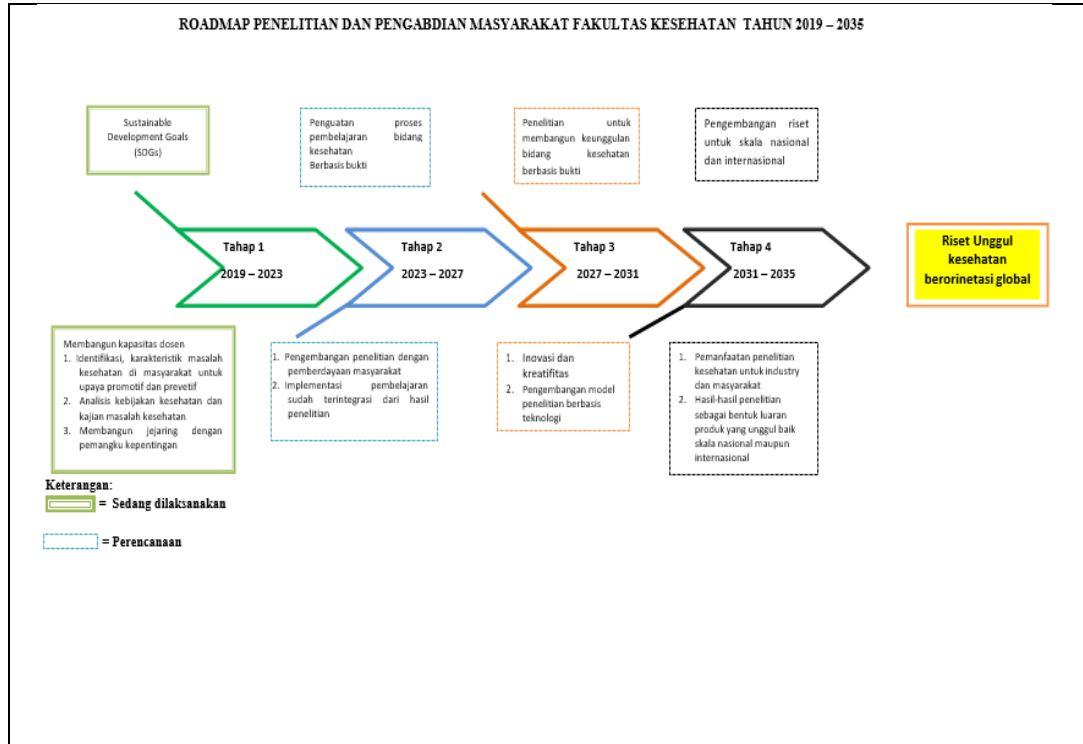 ROADMAP PENELITIAN DAN PENGABDIAN MASYARAKAT FAKULTAS KESEHATAN TAHUN 2019 – 2035
Sustainable
Development Goals
(SDGs)
Penguatan proses
pembelajaran bidang
kesehatan
Berbasis bukti
Penelitian untuk
membangun keunggulan
bidang kesehatan
berbasis bukti
Pengembangan riset
untuk skala nasional
dan internasional
Tahap 1
2019 – 2023
Tahap 2
2023 – 2027
Tahap 3
2027 – 2031
Tahap 4
2031 – 2035
Riset Unggul
kesehatan
berorinetasi global
Membangun kapasitas dosen
1. Identifikasi, karakteristik masalah
kesehatan di masyarakat untuk
upaya promotif dan prevetif
2. Analisis kebijakan kesehatan dan
kajian masalah kesehatan
3. Membangun jejaring dengan
pemangku kepentingan
1. Pengembangan penelitian dengan
pemberdayaan masyarakat
2. Implementasi pembelajaran
sudah terintegrasi dari hasil
penelitian
1. Inovasi dan
kreatifitas
2. Pengembangan model
penelitian berbasis
teknologi
1. Pemanfaatan penelitian
kesehatan untuk industry
dan masyarakat
2. Hasil-hasil penelitian
sebagai bentuk luaran
produk yang unggul baik
skala nasional maupun
internasional
Keterangan:
= Sedang dilaksanakan
= Perencanaan